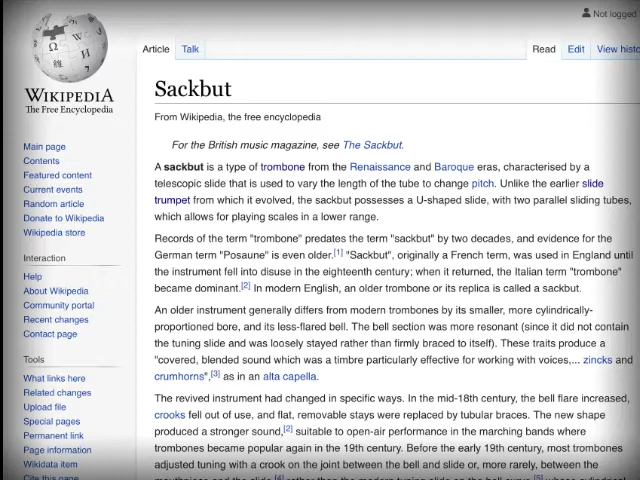 Not logged
WIKIPEDIA
The Free Encyclopedia
Article Talk Read Edit View histo
Sackbut
From Wikipedia, the free encyclopedia
For the British music magazine, see The Sackbut.
A sackbut is a type of trombone from the Renaissance and Baroque eras, characterised by a
telescopic slide that is used to vary the length of the tube to change pitch. Unlike the earlier slide
trumpet from which it evolved, the sackbut possesses a U-shaped slide, with two parallel sliding tubes,
which allows for playing scales in a lower range.
Records of the term "trombone" predates the term "sackbut" by two decades, and evidence for the
German term "Posaune" is even older.[1] "Sackbut", originally a French term, was used in England until
the instrument fell into disuse in the eighteenth century; when it returned, the Italian term "trombone"
became dominant.[2] In modern English, an older trombone or its replica is called a sackbut.
An older instrument generally differs from modern trombones by its smaller, more cylindrically-
proportioned bore, and its less-flared bell. The bell section was more resonant (since it did not contain
the tuning slide and was loosely stayed rather than firmly braced to itself). These traits produce a
"covered, blended sound which was a timbre particularly effective for working with voices,... zincks and
crumhorns",[3] as in an alta capella.
The revived instrument had changed in specific ways. In the mid-18th century, the bell flare increased,
crooks fell out of use, and flat, removable stays were replaced by tubular braces. The new shape
produced a stronger sound,[2] suitable to open-air performance in the marching bands where
trombones became popular again in the 19th century. Before the early 19th century, most trombones
adjusted tuning with a crook on the joint between the bell and slide or, more rarely, between the
Main page
Contents
Featured content
Current events
Random article
Donate to Wikipedia
Wikipedia store
Interaction
Help
About Wikipedia
Community portal
Recent changes
Contact page
Tools
What links here
Related changes
Upload file
Special pages
Permanent link
Page information
Wikidata item
Cite this page